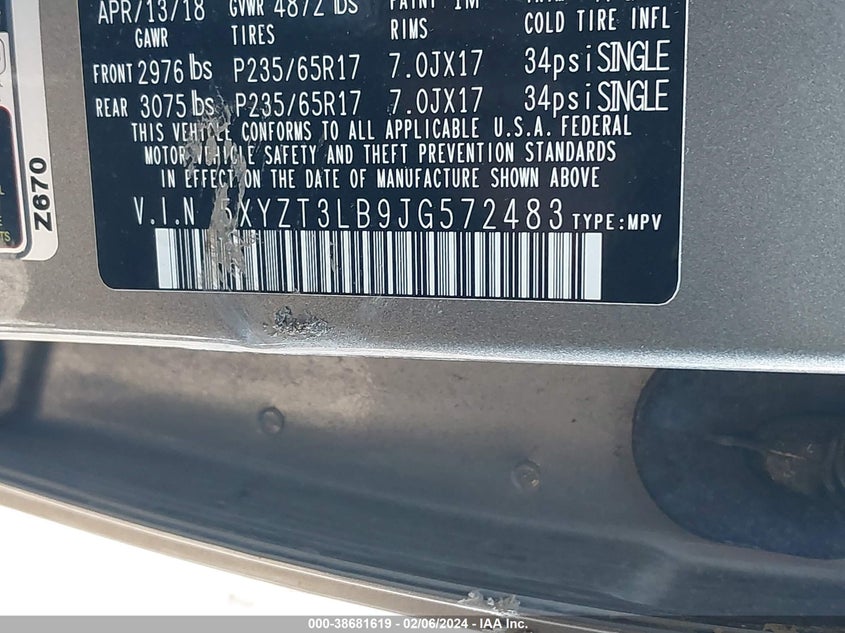 APR/13/18 GVWR 4872 lbs PAINT IM
GAWR TIRES RIMS COLD TIRE INFL
FRONT 2976 lbs P235/65R17 7.0JX17 34psi SINGLE
REAR 3075 lbs P235/65R17 7.0JX17 34psi SINGLE
THIS VEHICLE CONFORMS TO ALL APPLICABLE U.S.A. FEDERAL
MOTOR VEHICLE SAFETY AND THEFT PREVENTION STANDARDS
IN EFFECT ON THE DATE OF MANUFACTURE SHOWN ABOVE
V.I.N 5XYZT3LB9JG572483 TYPE:MPV
Z670
000-38681619 - 02/06/2024 - IAA Inc.